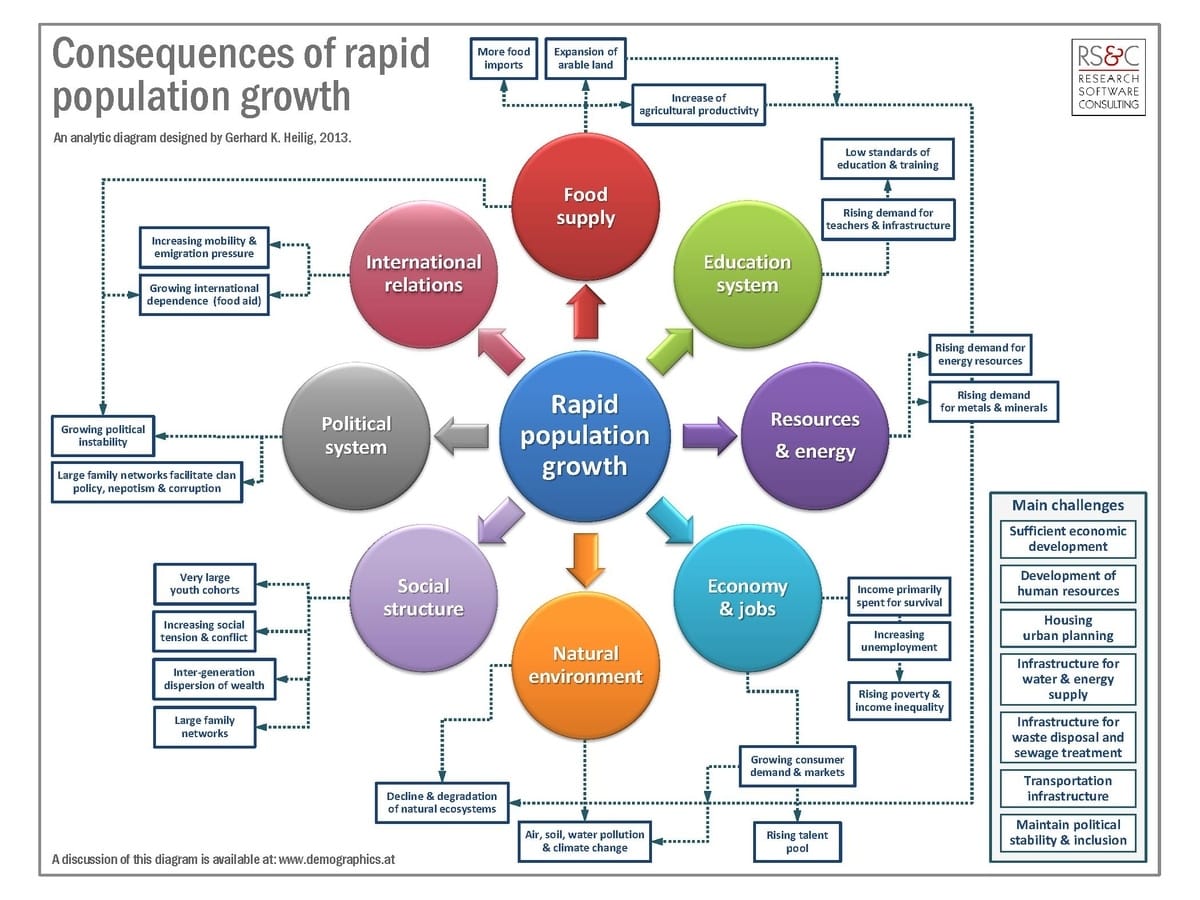 Consequences of rapid
population growth
An analytic diagram designed by Gerhard K. Heilig, 2013.
RS&C
RESEARCH
SOFTWARE
CONSULTING
More food
imports
Expansion of
arable land
Increase of
agricultural productivity
Low standards of
education & training
Rising demand for
teachers & infrastructure
Food
supply
International
relations
Education
system
Increasing mobility &
emigration pressure
Growing international
dependence (food aid)
Rising demand for
energy resources
Rising demand
for metals & minerals
Political
system
Rapid
population
growth
Resources
& energy
Growing political
instability
Large family networks facilitate clan
policy, nepotism & corruption
Social
structure
Economy
& jobs
Natural
environment
Very large
youth cohorts
Increasing social
tension & conflict
Inter-generation
dispersion of wealth
Large family
networks
Income primarily
spent for survival
Increasing
unemployment
Rising poverty &
income inequality
Growing consumer
demand & markets
Decline & degradation
of natural ecosystems
Air, soil, water pollution
& climate change
Rising talent
pool
Main challenges
Sufficient economic
development
Development of
human resources
Housing
urban planning
Infrastructure for
water & energy
supply
Infrastructure for
waste disposal and
sewage treatment
Transportation
infrastructure
Maintain political
stability & inclusion
A discussion of this diagram is available at: www.demographics.at